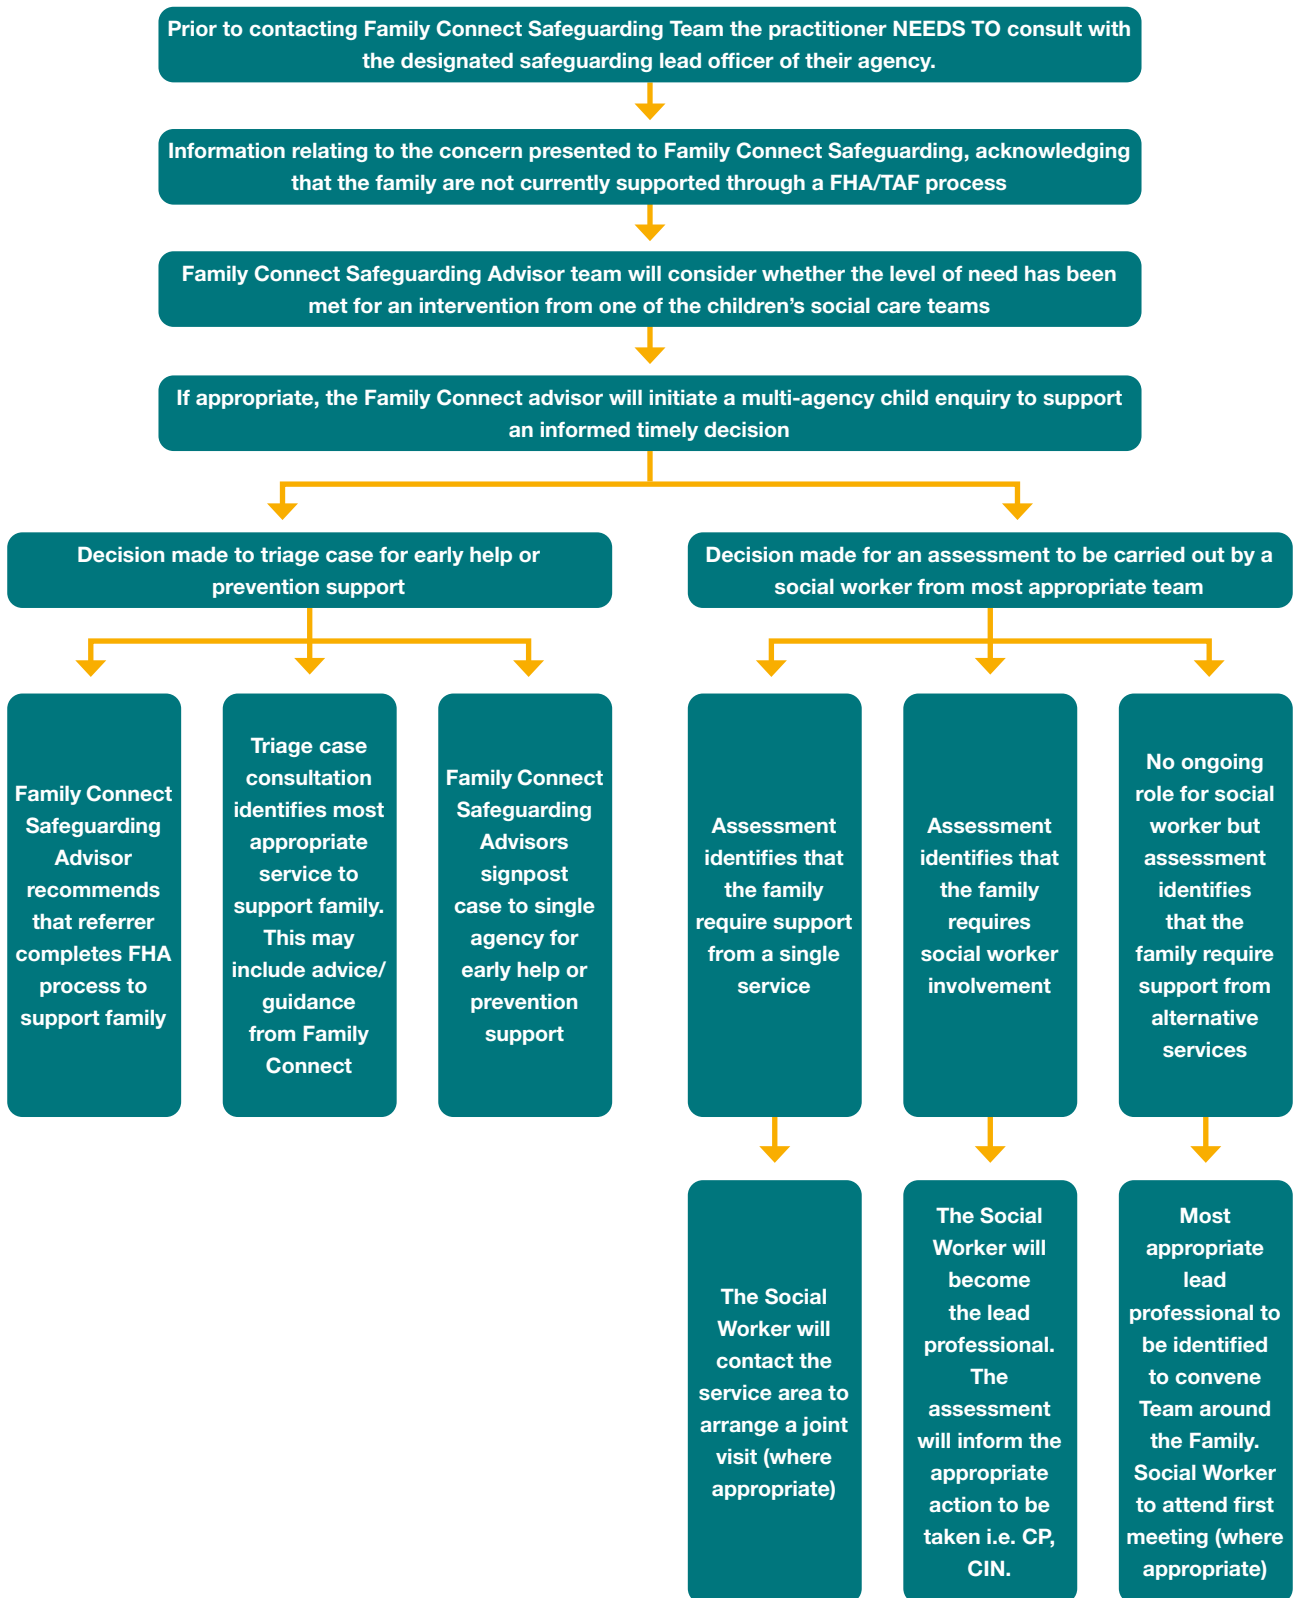 Prior to contacting Family Connect Safeguarding Team the practitioner NEEDS TO consult with
the designated safeguarding lead officer of their agency.
Information relating to the concern presented to Family Connect Safeguarding, acknowledging
that the family are not currently supported through a FHA/TAF process
Family Connect Safeguarding Advisor team will consider whether the level of need has been
met for an intervention from one of the children’s social care teams
If appropriate, the Family Connect advisor will initiate a multi-agency child enquiry to support
an informed timely decision
Decision made to triage case for early help or
prevention support
Decision made for an assessment to be carried out by a
social worker from most appropriate team
Family Connect
Safeguarding
Advisor
recommends
that referrer
completes FHA
process to
support family
Triage case
consultation
identifies most
appropriate
service to
support family.
This may
include advice/
guidance
from Family
Connect
Family Connect
Safeguarding
Advisors
signpost
case to single
agency for
early help or
prevention
support
Assessment
identifies that
the family
require support
from a single
service
Assessment
identifies that
the family
requires
social worker
involvement
No ongoing
role for social
worker but
assessment
identifies
that the
family require
support from
alternative
services
The Social
Worker will
contact the
service area to
arrange a joint
visit (where
appropriate)
The Social
Worker will
become
the lead
professional.
The
assessment
will inform the
appropriate
action to be
taken i.e. CP,
CIN.
Most
appropriate
lead
professional to
be identified
to convene
Team around
the Family.
Social Worker
to attend first
meeting (where
appropriate)